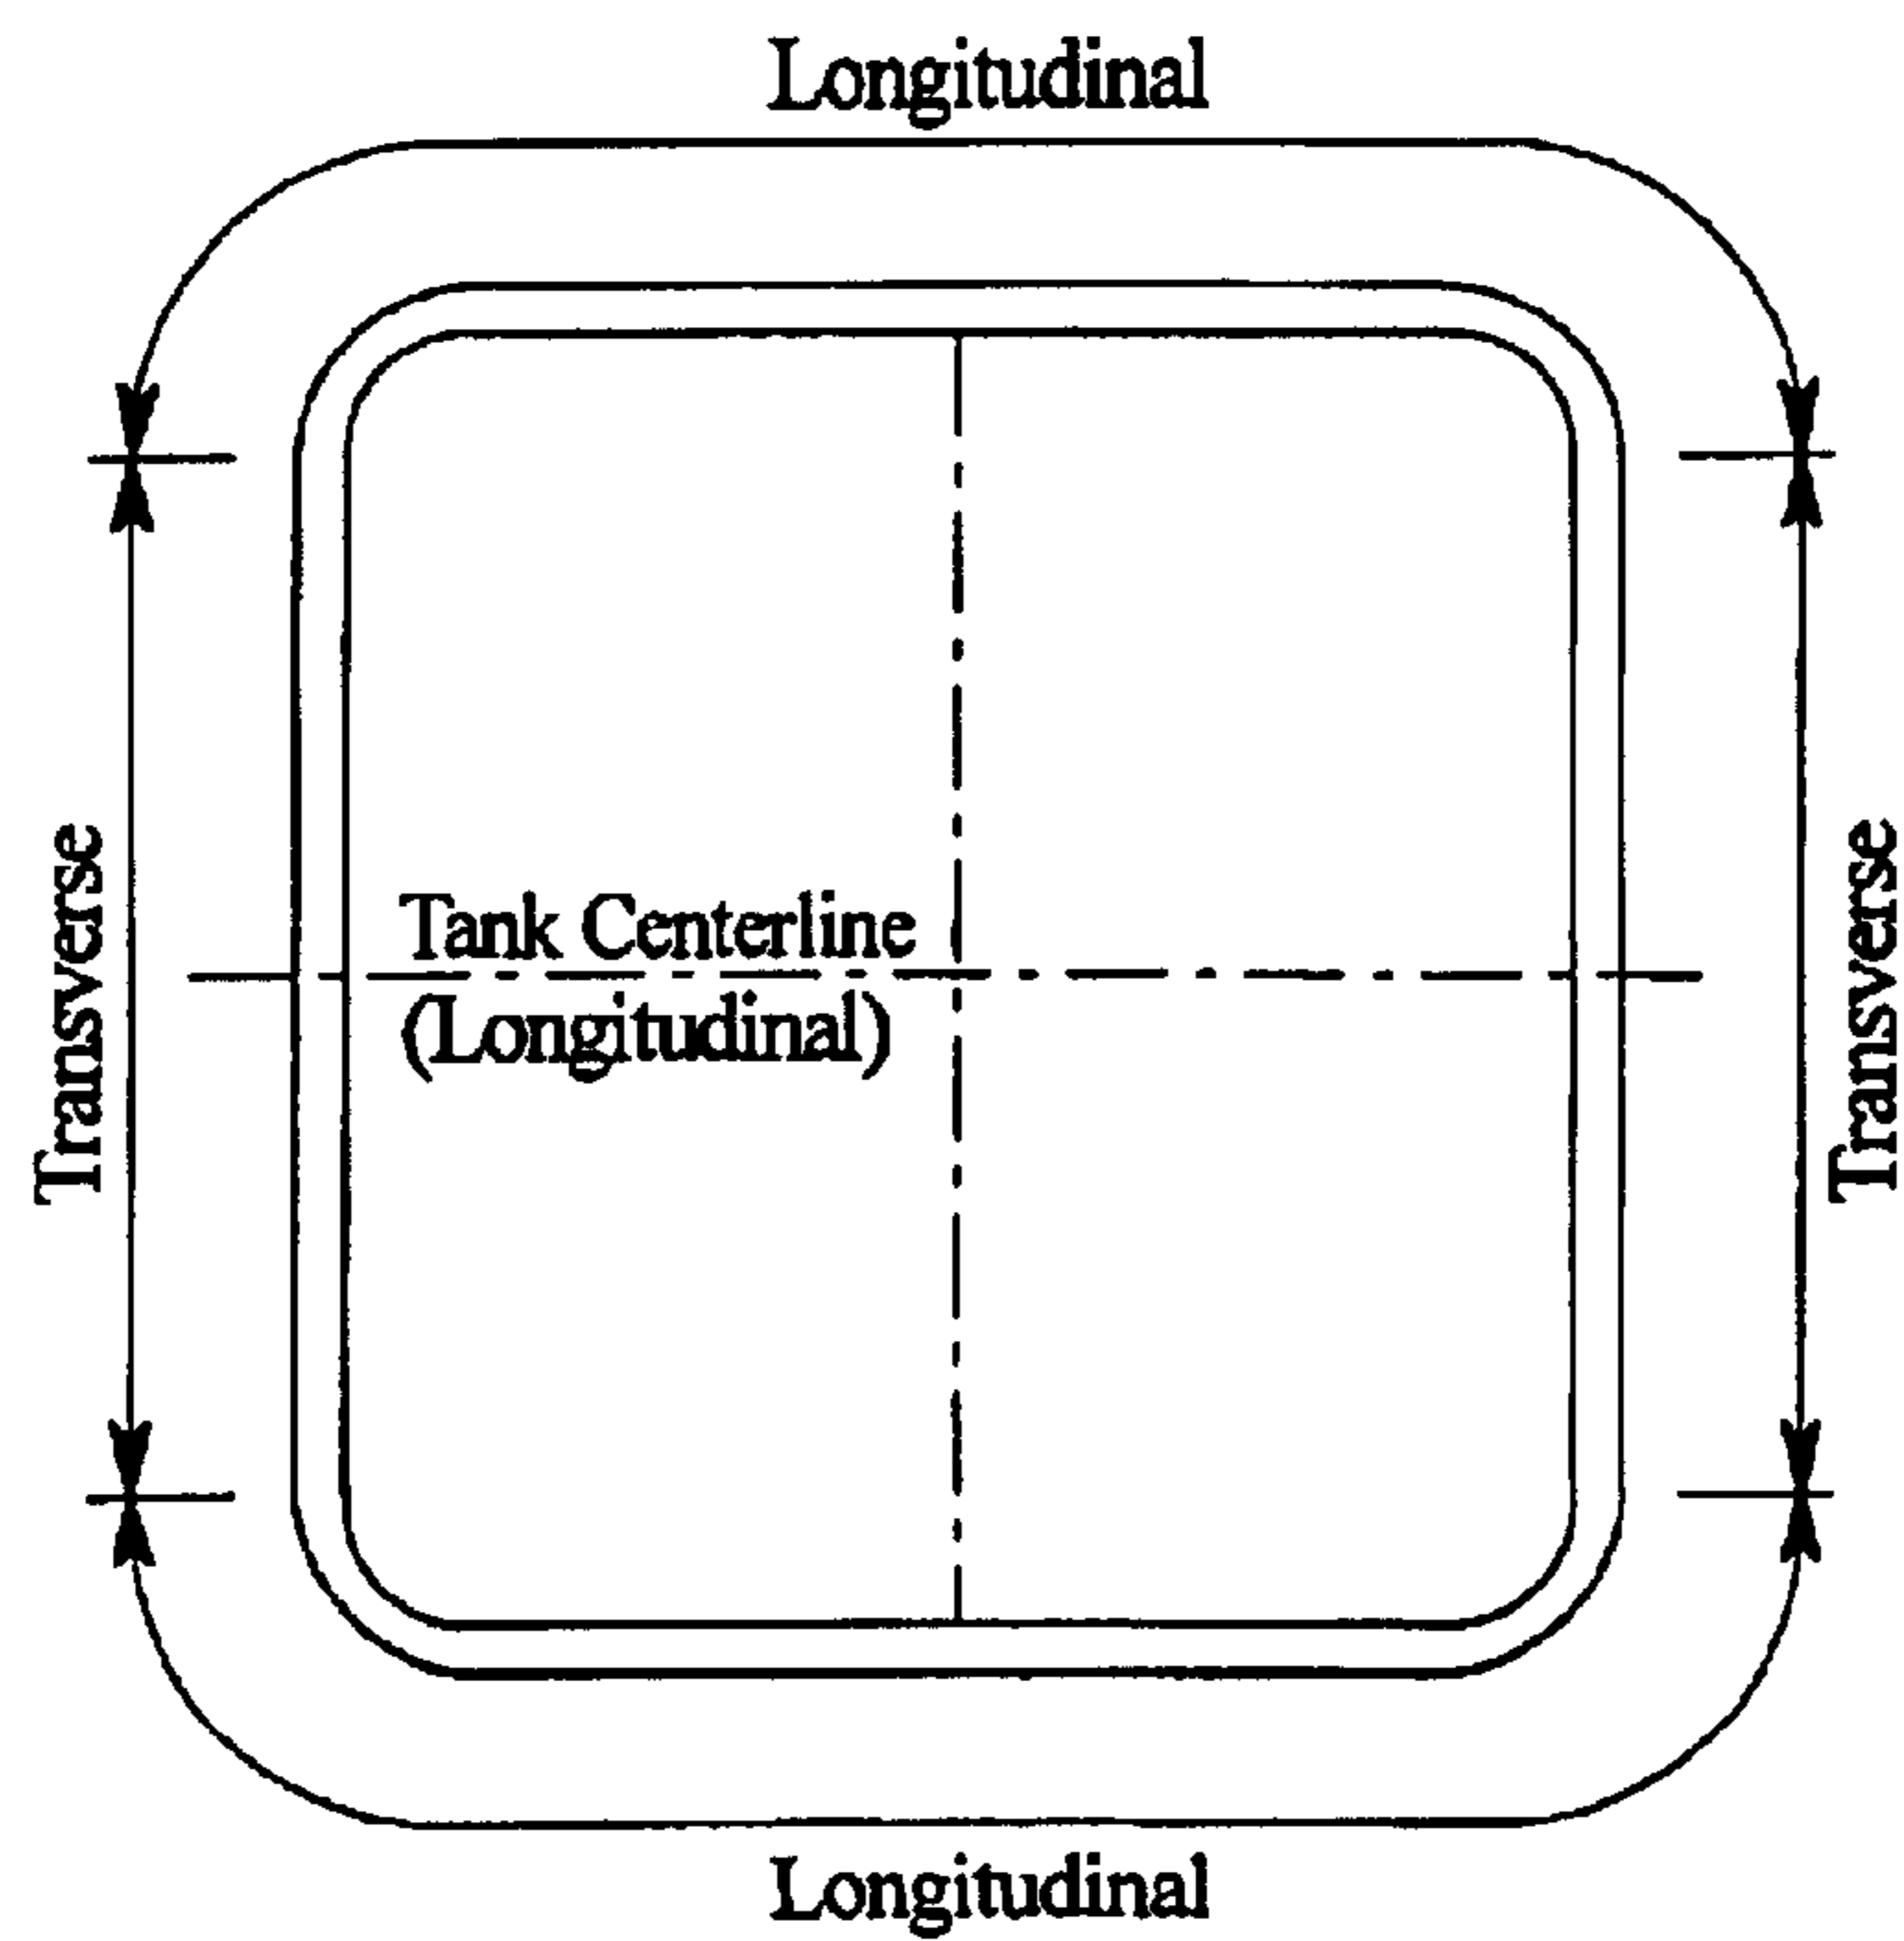 Longitudinal
Transverse
Tank Centerline
(Longitudinal)
Transverse
Longitudinal